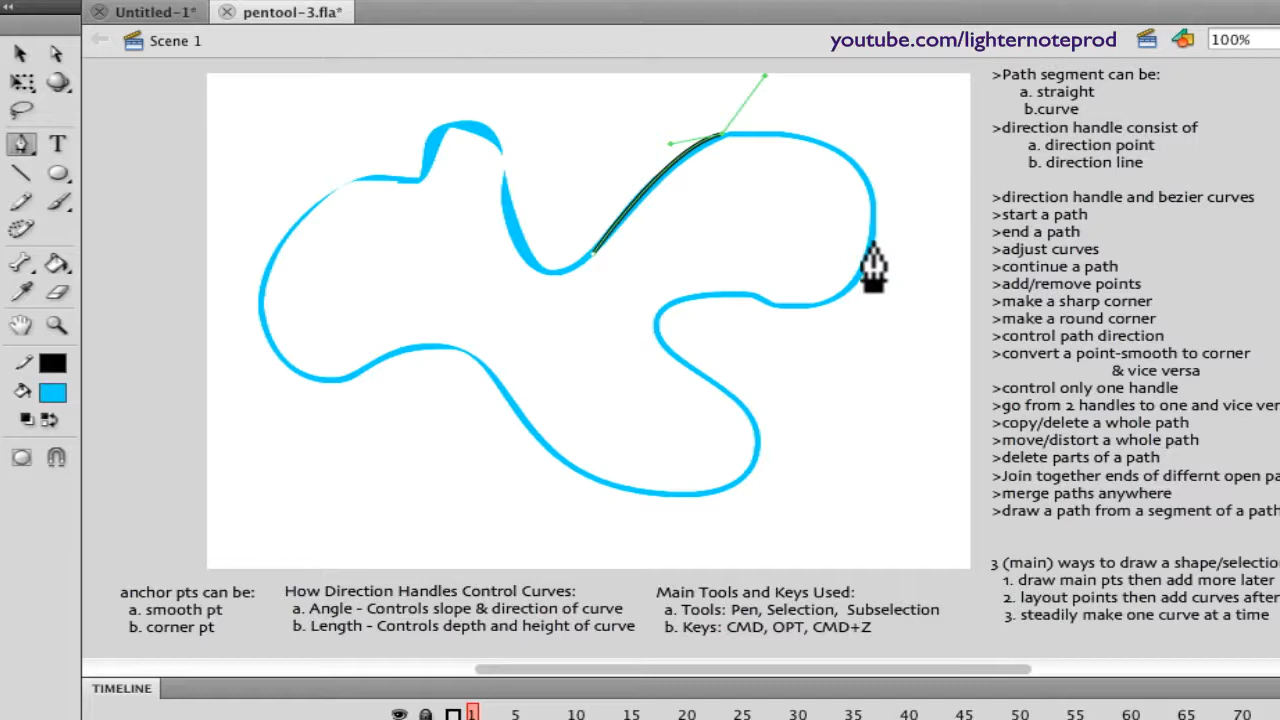 Untitled-1*
pentool-3.fla*
Scene 1
youtube.com/lighternoteprod
100%
>Path segment can be:
a. straight
b.curve
>direction handle consist of
a. direction point
b. direction line
>direction handle and bezier curves
>start a path
>end a path
>adjust curves
>continue a path
>add/remove points
>make a sharp corner
>make a round corner
>control path direction
>convert a point-smooth to corner
& vice versa
>control only one handle
>go from 2 handles to one and vice ver
>copy/delete a whole path
>move/distort a whole path
>delete parts of a path
>Join together ends of differnt open pa
>merge paths anywhere
>draw a path from a segment of a path
3 (main) ways to draw a shape/selectio
1. draw main pts then add more later
2. layout points then add curves after
3. steadily make one curve at a time
anchor pts can be:
a. smooth pt
b. corner pt
How Direction Handles Control Curves:
a. Angle - Controls slope & direction of curve
b. Length - Controls depth and height of curve
Main Tools and Keys Used:
a. Tools: Pen, Selection, Subselection
b. Keys: CMD, OPT, CMD+Z
TIMELINE
1 5 10 15 20 25 30 35 40 45 50 55 60 65 70